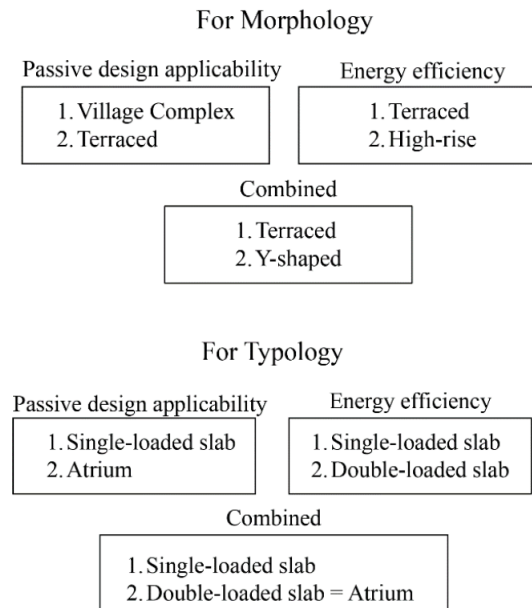 For Morphology
Passive design applicability
1. Village Complex
2. Terraced
Energy efficiency
1. Terraced
2. High-rise
Combined
1. Terraced
2. Y-shaped
For Typology
Passive design applicability
1. Single-loaded slab
2. Atrium
Energy efficiency
1. Single-loaded slab
2. Double-loaded slab
Combined
1. Single-loaded slab
2. Double-loaded slab = Atrium